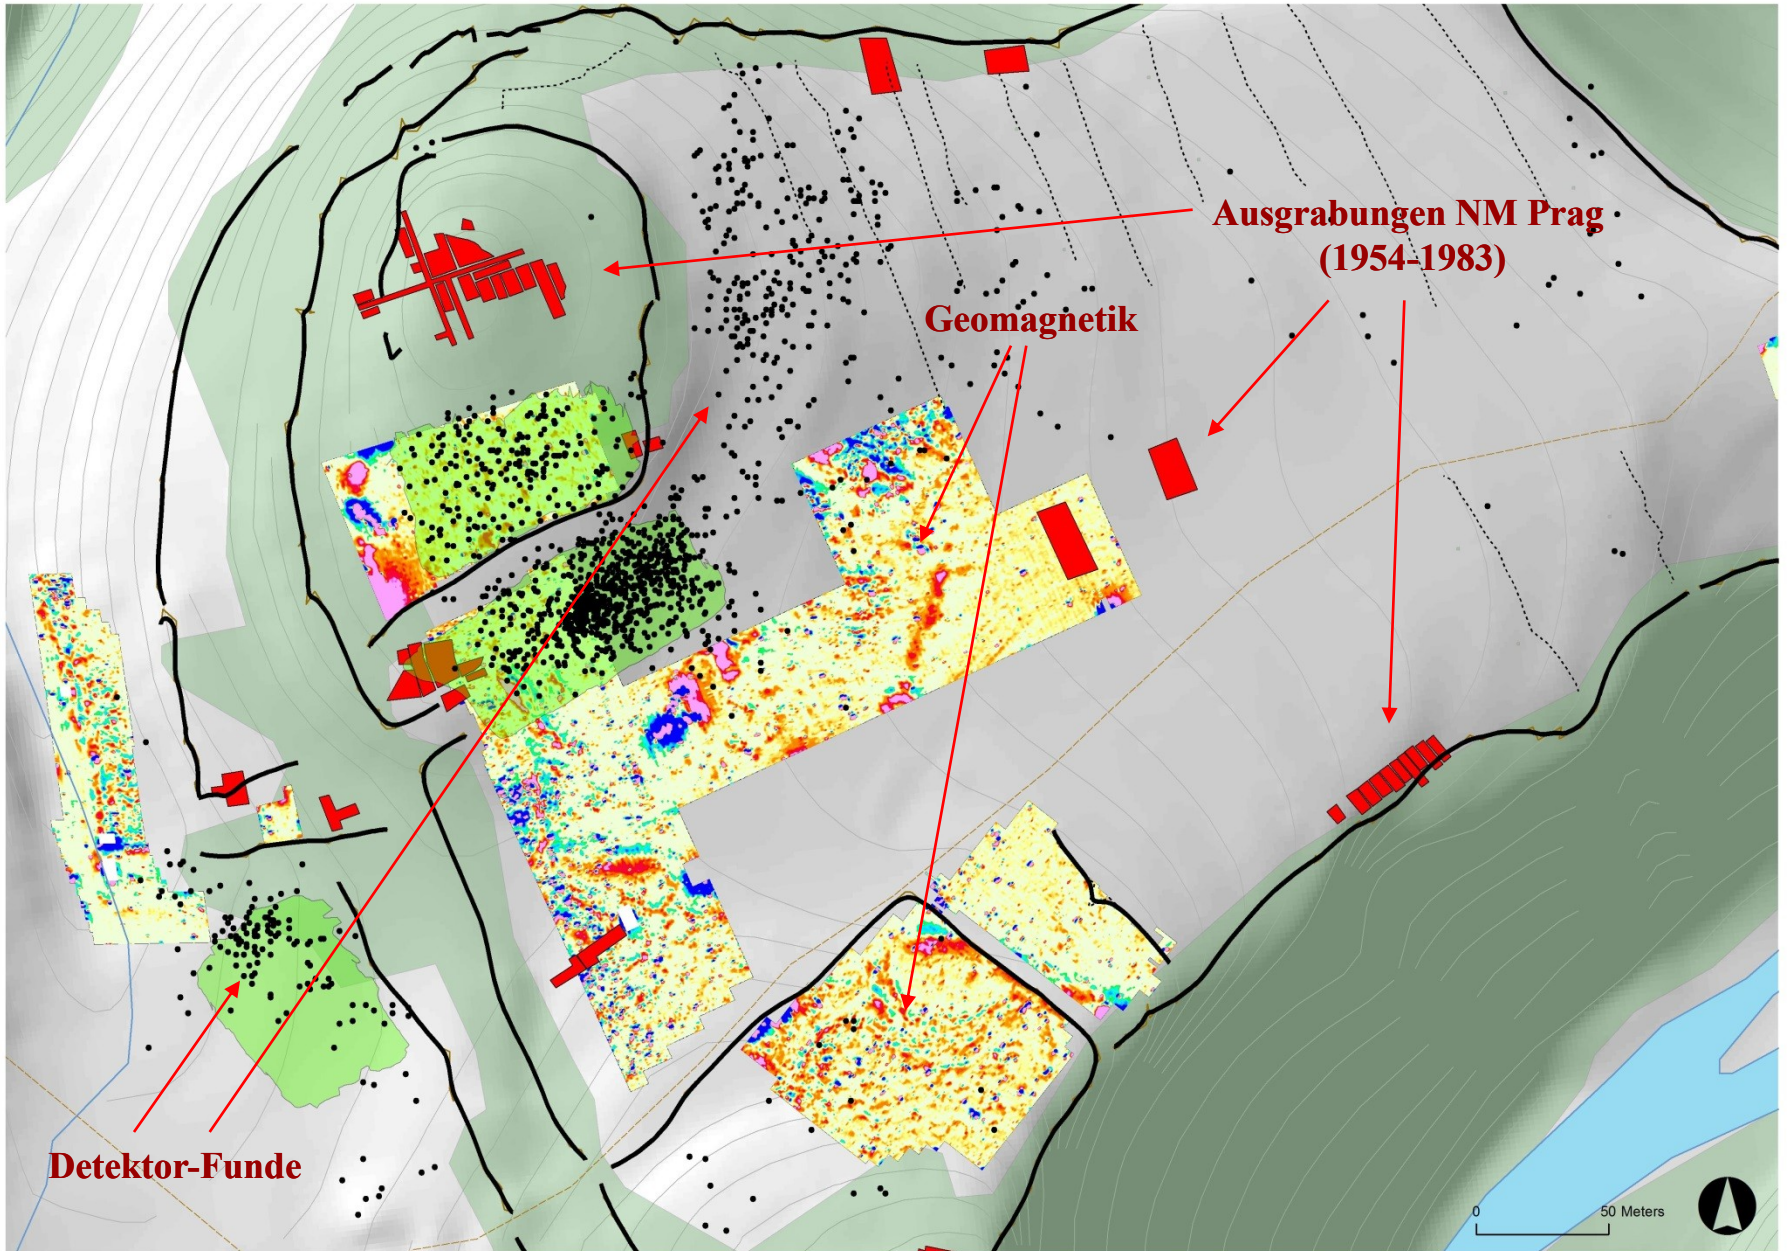 Ausgrabungen NM Prag
(1954-1983)
Geomagnetik
Detektor-Funde
0 50 Meters